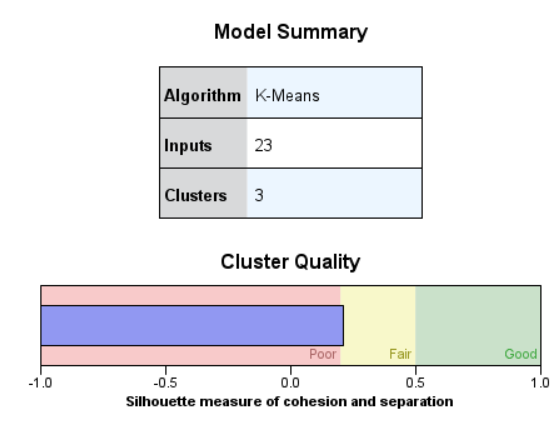 Model Summary
Algorithm K-Means
Inputs 23
Clusters 3
Cluster Quality
Poor Fair Good
-1.0 -0.5 0.0 0.5 1.0
Silhouette measure of cohesion and separation